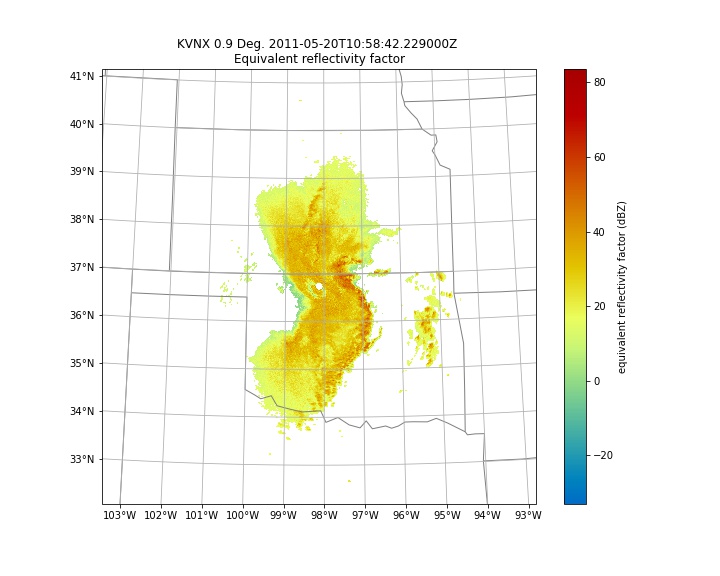 KVNX 0.9 Deg. 2011-05-20T10:58:42.229000Z
Equivalent reflectivity factor
41°N
40°N
39°N
38°N
37°N
36°N
35°N
34°N
33°N
103°W 102°W 101°W 100°W 99°W 98°W 97°W 96°W 95°W 94°W 93°W
80
60
40
20
0
−20
equivalent reflectivity factor (dBZ)